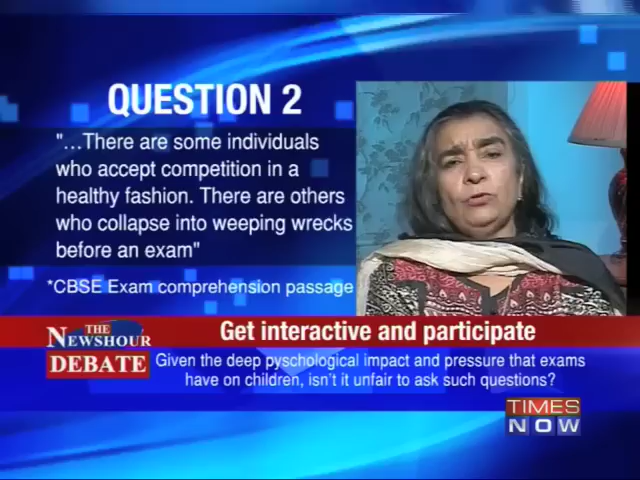 QUESTION 2
"...There are some individuals
who accept competition in a
healthy fashion. There are others
who collapse into weeping wrecks
before an exam"
*CBSE Exam comprehension passage
THE
NEWSHOUR
DEBATE
Get interactive and participate
Given the deep pyschological impact and pressure that exams
have on children, isn't it unfair to ask such questions?
TIMES
NOW